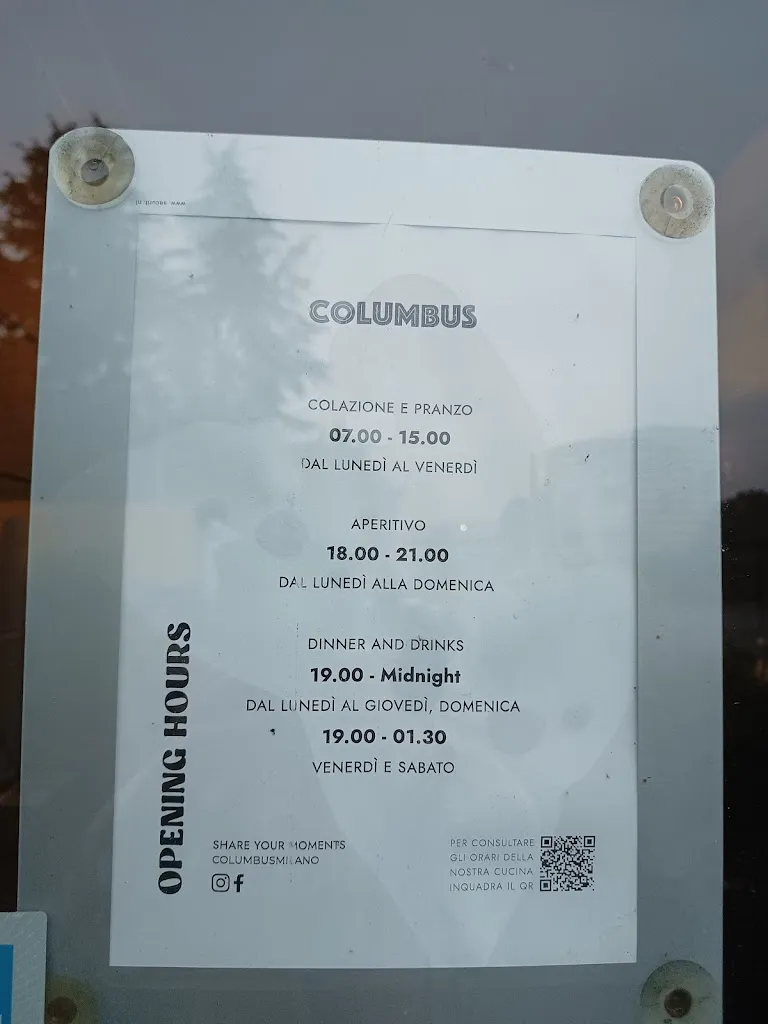 COLUMBUS
COLAZIONE E PRANZO
07.00 - 15.00
DAL LUNEDÌ AL VENERDÌ
APERITIVO
18.00 - 21.00
DAL LUNEDÌ ALLA DOMENICA
DINNER AND DRINKS
19.00 - Midnight
DAL LUNEDÌ AL GIOVEDÌ, DOMENICA
19.00 - 01.30
VENERDÌ E SABATO
OPENING HOURS
SHARE YOUR MOMENTS
COLUMBUSMILANO
PER CONSULTARE
GLI ORARI DELLA
NOSTRA CUCINA
INQUADRA IL QR